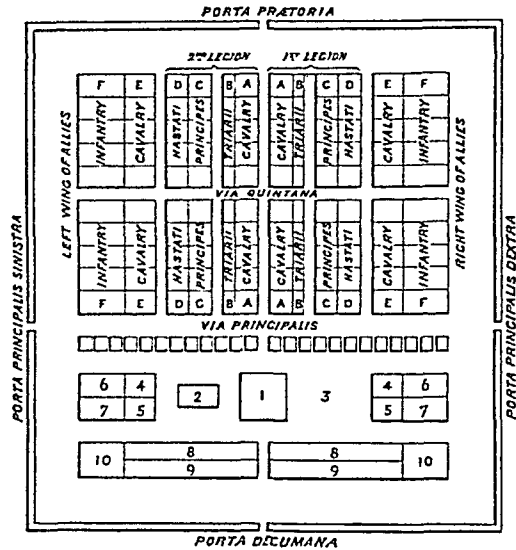 PORTA PRÆTORIA
2ND LEGION 1ST LEGION
F E D C B A A B C D E F
INFANTRY CAVALRY HASTATI PRINCIPES TRIARII CAVALRY CAVALRY TRIARII PRINCIPES HASTATI CAVALRY INFANTRY
LEFT WING OF ALLIES
RIGHT WING OF ALLIES
VIA QUINTANA
INFANTRY CAVALRY HASTATI PRINCIPES TRIARII CAVALRY CAVALRY TRIARII PRINCIPES HASTATI CAVALRY INFANTRY
F E D C B A A B C D E F
VIA PRINCIPALIS
PORTA PRINCIPALIS SINISTRA
PORTA PRINCIPALIS DEXTRA
6 4 2 1 3 4 6
7 5 5 7
10 8 8 10
9 9
PORTA DECUMANA